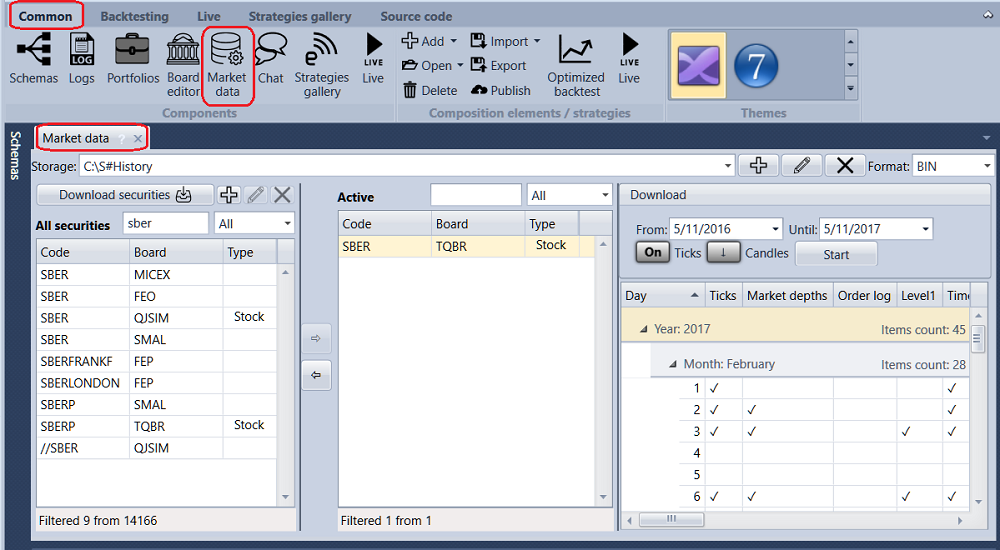 Common Backtesting Live Strategies gallery Source code
Schemas Logs Portfolios Board editor Market data Chat Strategies gallery LIVE Live
LOG
Add Import
Open Export
Delete Publish
Optimized backtest LIVE Live
7
Components Composition elements / strategies Themes
Schemas
Market data ?
Storage: C:\S#History Format: BIN
Download securities
All securities sber All
Code Board Type
SBER MICEX
SBER FEO
SBER QJSIM Stock
SBER SMAL
SBERFRANKF FEP
SBERLONDON FEP
SBERP SMAL
SBERP TQBR Stock
//SBER QJSIM
Filtered 9 from 14166
Active All
Code Board Type
SBER TQBR Stock
Filtered 1 from 1
Download
From: 5/11/2016 Until: 5/11/2017
On Ticks ↓ Candles Start
Day Ticks Market depths Order log Level1 Time
Year: 2017 Items count: 45
Month: February Items count: 28
1 ✓ ✓
2 ✓ ✓ ✓
3 ✓ ✓ ✓ ✓
4
5
6 ✓ ✓ ✓ ✓